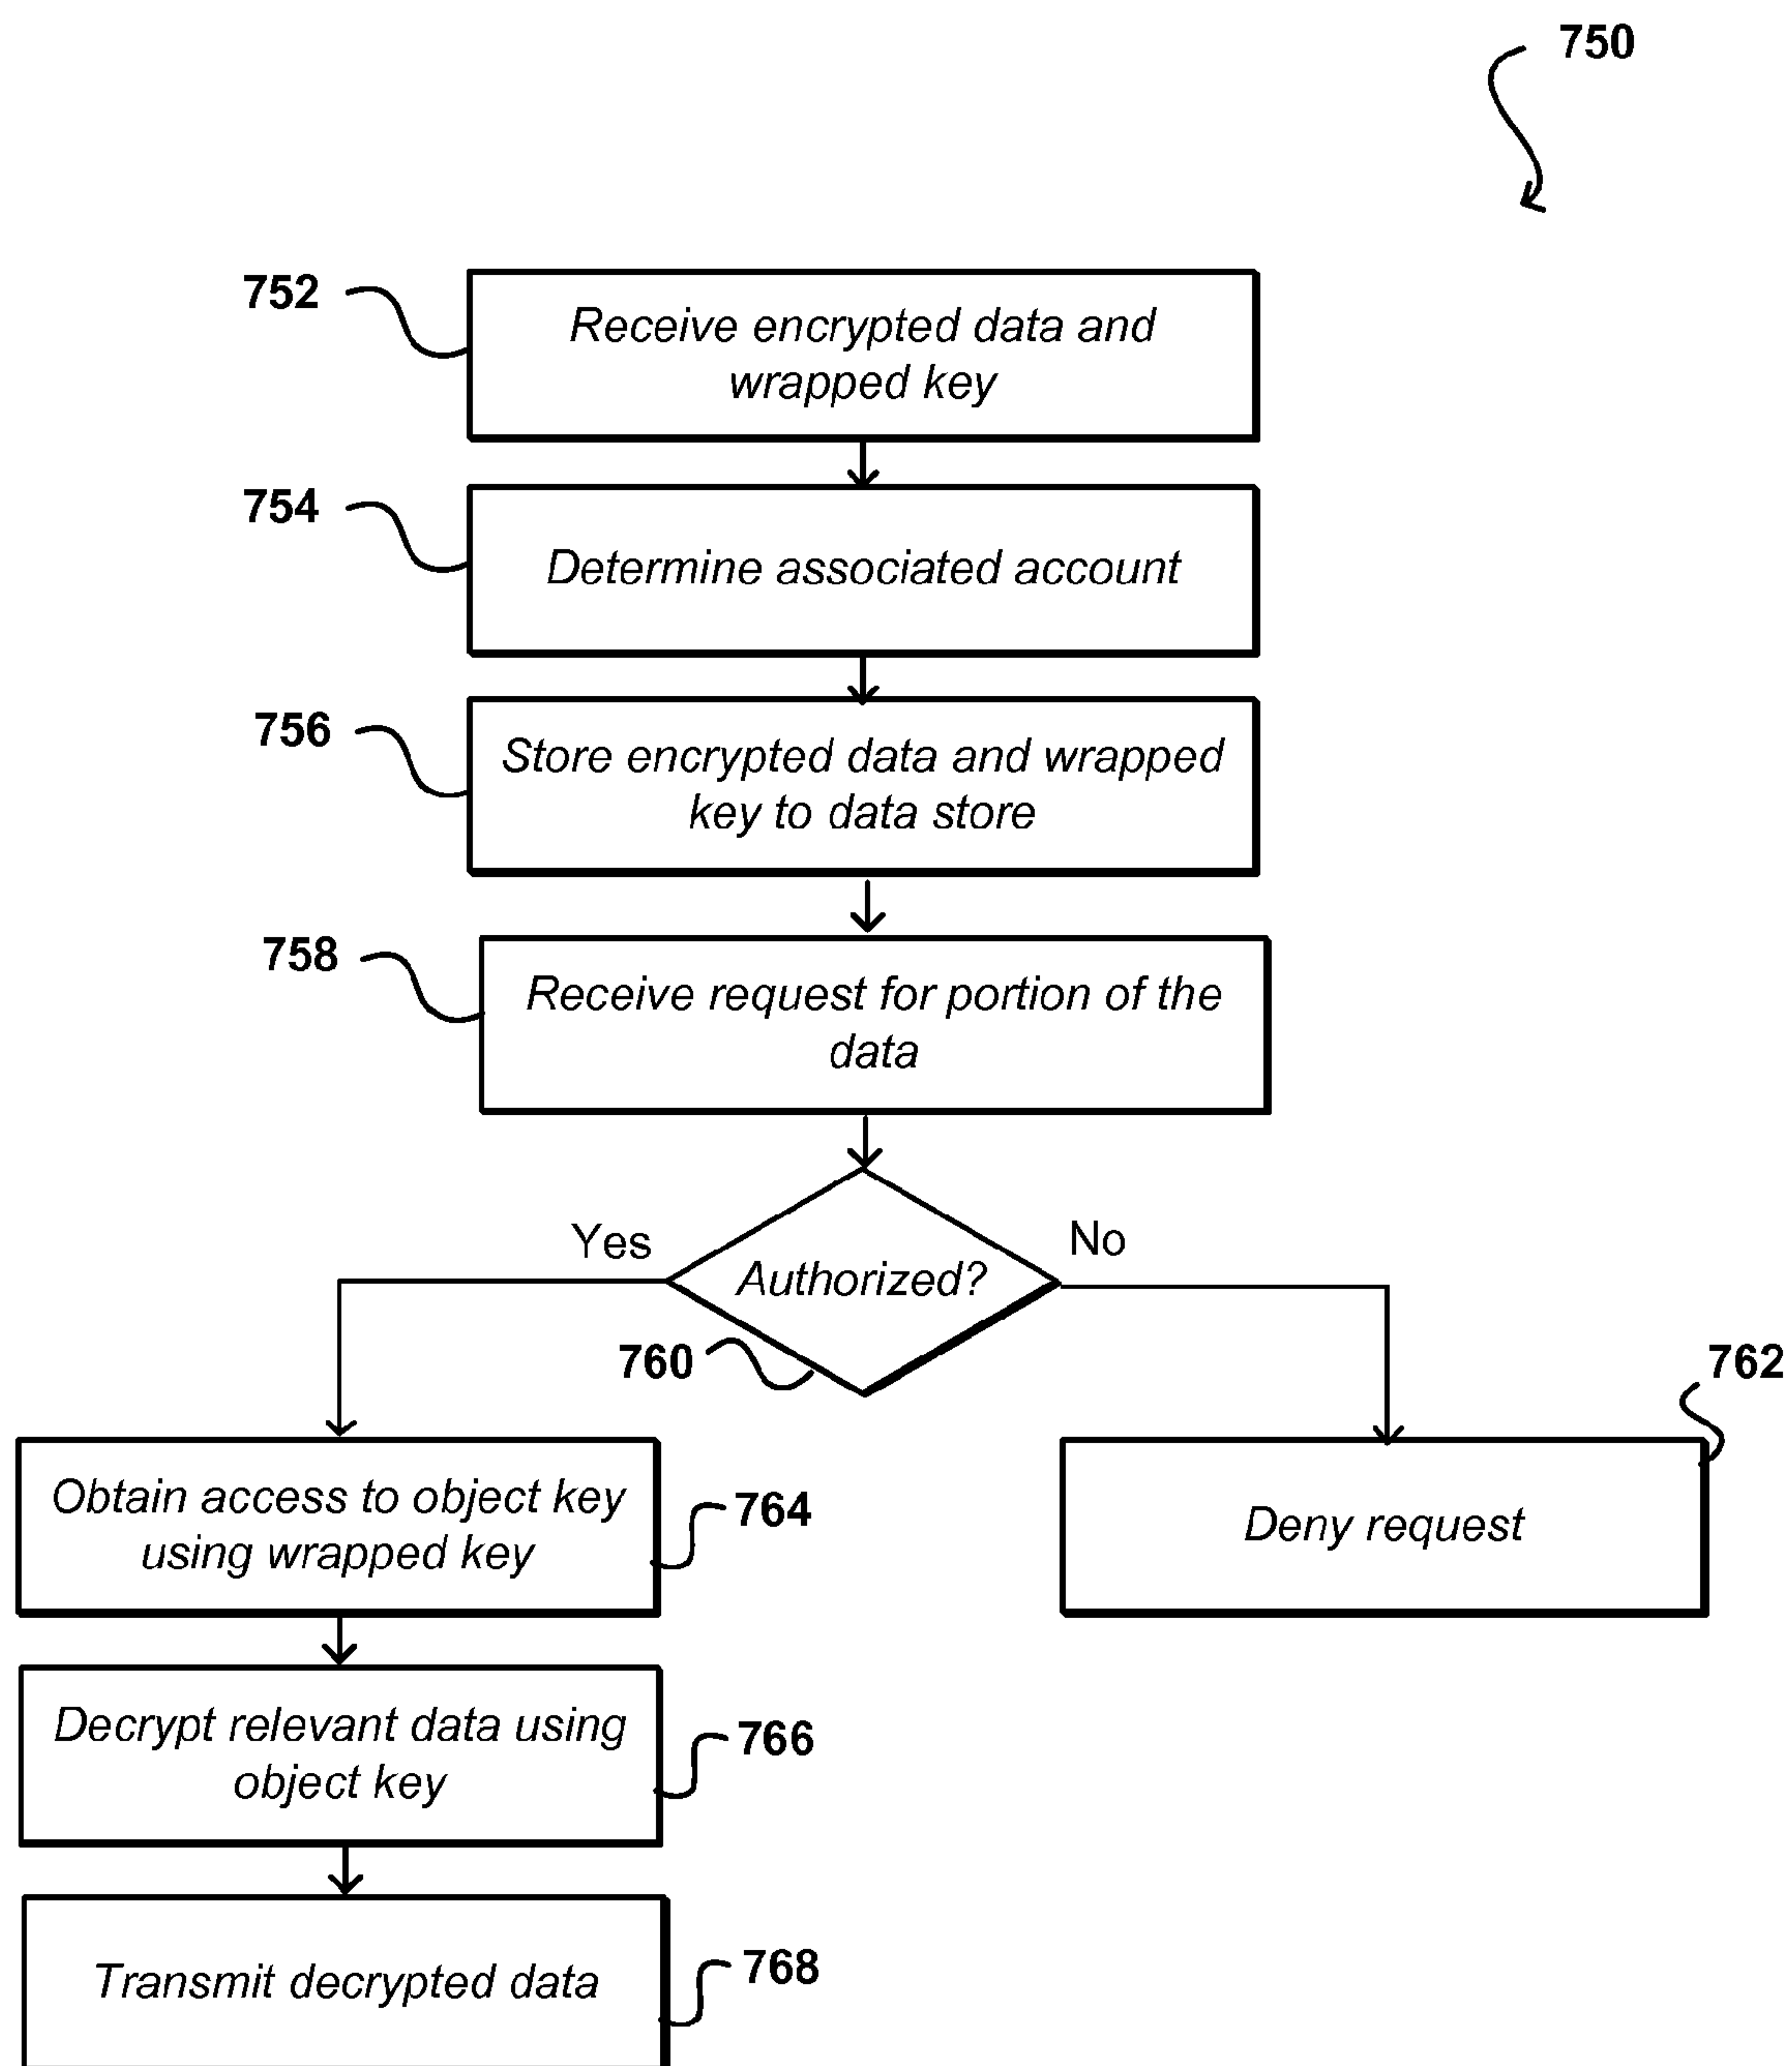 750
752
Receive encrypted data and
wrapped key
754
Determine associated account
756
Store encrypted data and wrapped
key to data store
758
Receive request for portion of the
data
Yes
No
Authorized?
760
762
Obtain access to object key
using wrapped key
764
Deny request
Decrypt relevant data using
object key
766
Transmit decrypted data
768